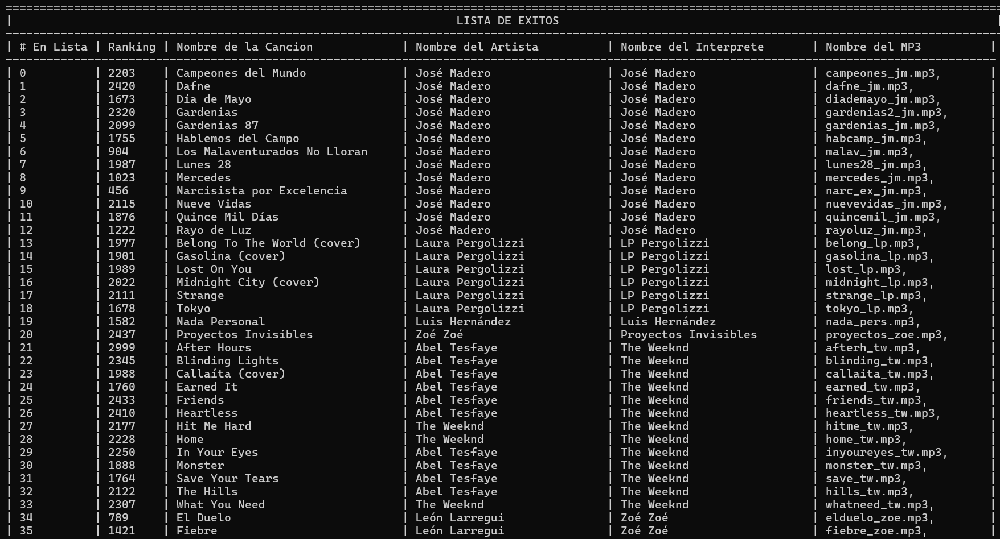 LISTA DE EXITOS
| # En Lista | Ranking | Nombre de la Cancion | Nombre del Artista | Nombre del Interprete | Nombre del MP3 |
| 0 | 2203 | Campeones del Mundo | José Madero | José Madero | campeones_jm.mp3, |
| 1 | 2420 | Dafne | José Madero | José Madero | dafne_jm.mp3, |
| 2 | 1673 | Día de Mayo | José Madero | José Madero | diademayo_jm.mp3, |
| 3 | 2320 | Gardenias | José Madero | José Madero | gardenias2_jm.mp3, |
| 4 | 2099 | Gardenias 87 | José Madero | José Madero | gardenias_jm.mp3, |
| 5 | 1755 | Hablemos del Campo | José Madero | José Madero | habcamp_jm.mp3, |
| 6 | 904 | Los Malaventurados No Lloran | José Madero | José Madero | malav_jm.mp3, |
| 7 | 1987 | Lunes 28 | José Madero | José Madero | lunes28_jm.mp3, |
| 8 | 1023 | Mercedes | José Madero | José Madero | mercedes_jm.mp3, |
| 9 | 456 | Narcisista por Excelencia | José Madero | José Madero | narc_ex_jm.mp3, |
| 10 | 2115 | Nueve Vidas | José Madero | José Madero | nuevevidas_jm.mp3, |
| 11 | 1876 | Quince Mil Días | José Madero | José Madero | quincemil_jm.mp3, |
| 12 | 1222 | Rayo de Luz | José Madero | José Madero | rayoluz_jm.mp3, |
| 13 | 1977 | Belong To The World (cover) | Laura Pergolizzi | LP Pergolizzi | belong_lp.mp3, |
| 14 | 1901 | Gasolina (cover) | Laura Pergolizzi | LP Pergolizzi | gasolina_lp.mp3, |
| 15 | 1989 | Lost On You | Laura Pergolizzi | LP Pergolizzi | lost_lp.mp3, |
| 16 | 2022 | Midnight City (cover) | Laura Pergolizzi | LP Pergolizzi | midnight_lp.mp3, |
| 17 | 2111 | Strange | Laura Pergolizzi | LP Pergolizzi | strange_lp.mp3, |
| 18 | 1678 | Tokyo | Laura Pergolizzi | LP Pergolizzi | tokyo_lp.mp3, |
| 19 | 1582 | Nada Personal | Luis Hernández | Luis Hernández | nada_pers.mp3, |
| 20 | 2437 | Proyectos Invisibles | Zoé Zoé | Proyectos Invisibles | proyectos_zoe.mp3, |
| 21 | 2999 | After Hours | Abel Tesfaye | The Weeknd | afterh_tw.mp3, |
| 22 | 2345 | Blinding Lights | Abel Tesfaye | The Weeknd | blinding_tw.mp3, |
| 23 | 1988 | Callaíta (cover) | Abel Tesfaye | The Weeknd | callaita_tw.mp3, |
| 24 | 1760 | Earned It | Abel Tesfaye | The Weeknd | earned_tw.mp3, |
| 25 | 2433 | Friends | Abel Tesfaye | The Weeknd | friends_tw.mp3, |
| 26 | 2410 | Heartless | Abel Tesfaye | The Weeknd | heartless_tw.mp3, |
| 27 | 2177 | Hit Me Hard | The Weeknd | The Weeknd | hitme_tw.mp3, |
| 28 | 2228 | Home | The Weeknd | The Weeknd | home_tw.mp3, |
| 29 | 2250 | In Your Eyes | Abel Tesfaye | The Weeknd | inyoureyes_tw.mp3, |
| 30 | 1888 | Monster | Abel Tesfaye | The Weeknd | monster_tw.mp3, |
| 31 | 1764 | Save Your Tears | Abel Tesfaye | The Weeknd | save_tw.mp3, |
| 32 | 2122 | The Hills | Abel Tesfaye | The Weeknd | hills_tw.mp3, |
| 33 | 2307 | What You Need | The Weeknd | The Weeknd | whatneed_tw.mp3, |
| 34 | 789 | El Duelo | León Larregui | Zoé Zoé | elduelo_zoe.mp3, |
| 35 | 1421 | Fiebre | León Larregui | Zoé Zoé | fiebre_zoe.mp3, |